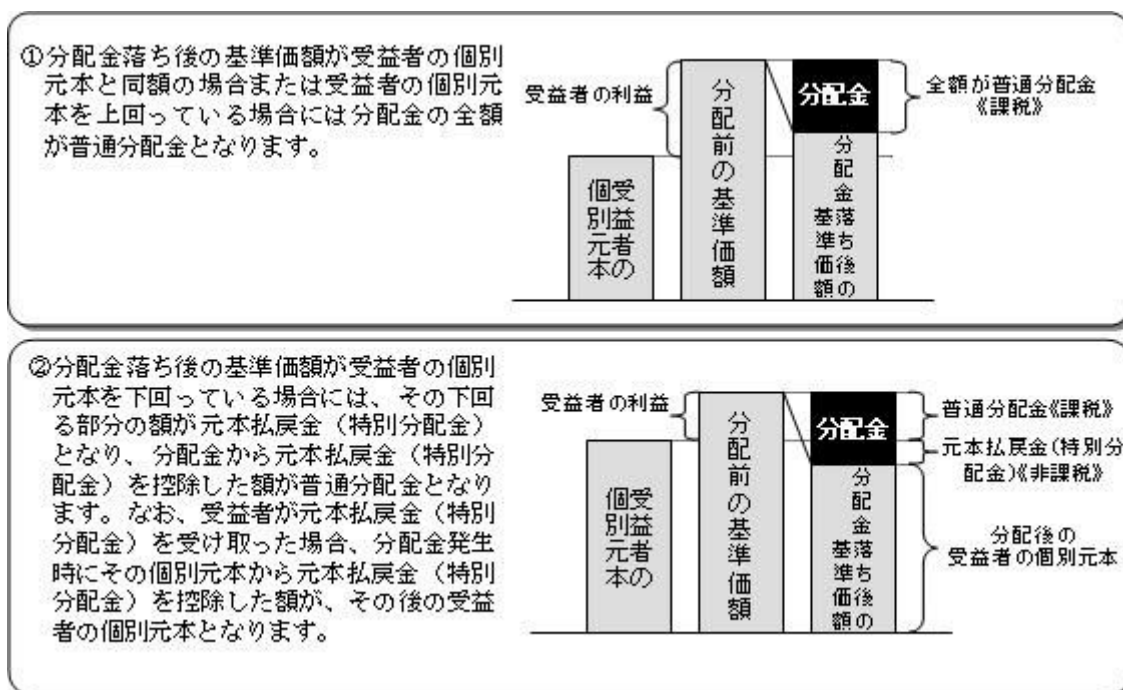 ①分配金落ち後の基準価額が受益者の個別
元本と同額の場合または受益者の個別元
本を上回っている場合には分配金の全額
が普通分配金となります。
受益者の利益
受益者の
個別元本
分配前の基準価額
分配金
分配金落ち後の
基準価額
全額が普通分配金
《課税》
②分配金落ち後の基準価額が受益者の個別
元本を下回っている場合には、その下回
る部分の額が元本払戻金（特別分配金）
となり、分配金から元本払戻金（特別分
配金）を控除した額が普通分配金となり
ます。なお、受益者が元本払戻金（特別
分配金）を受け取った場合、分配金発生
時にその個別元本から元本払戻金（特別
分配金）を控除した額が、その後の受益
者の個別元本となります。
受益者の利益
受益者の
個別元本
分配前の基準価額
分配金
分配金落ち後の
基準価額
普通分配金《課税》
元本払戻金(特別分
配金)《非課税》
分配後の
受益者の個別元本